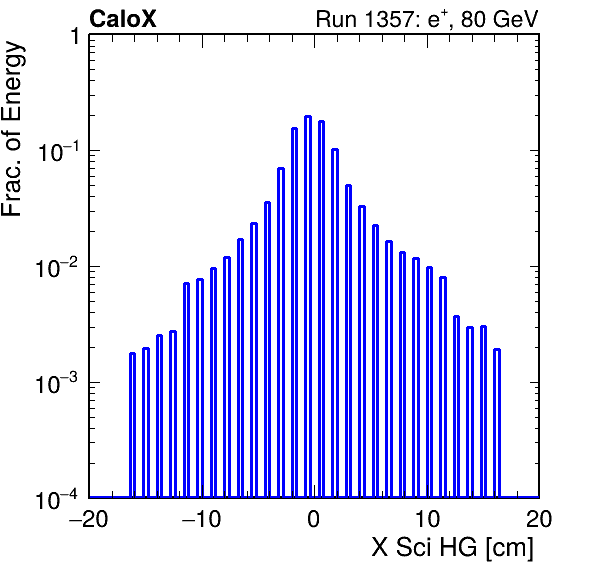 CaloX Run 1357: e⁺, 80 GeV
Frac. of Energy
1
10⁻¹
10⁻²
10⁻³
10⁻⁴
−20 −10 0 10 20
X Sci HG [cm]